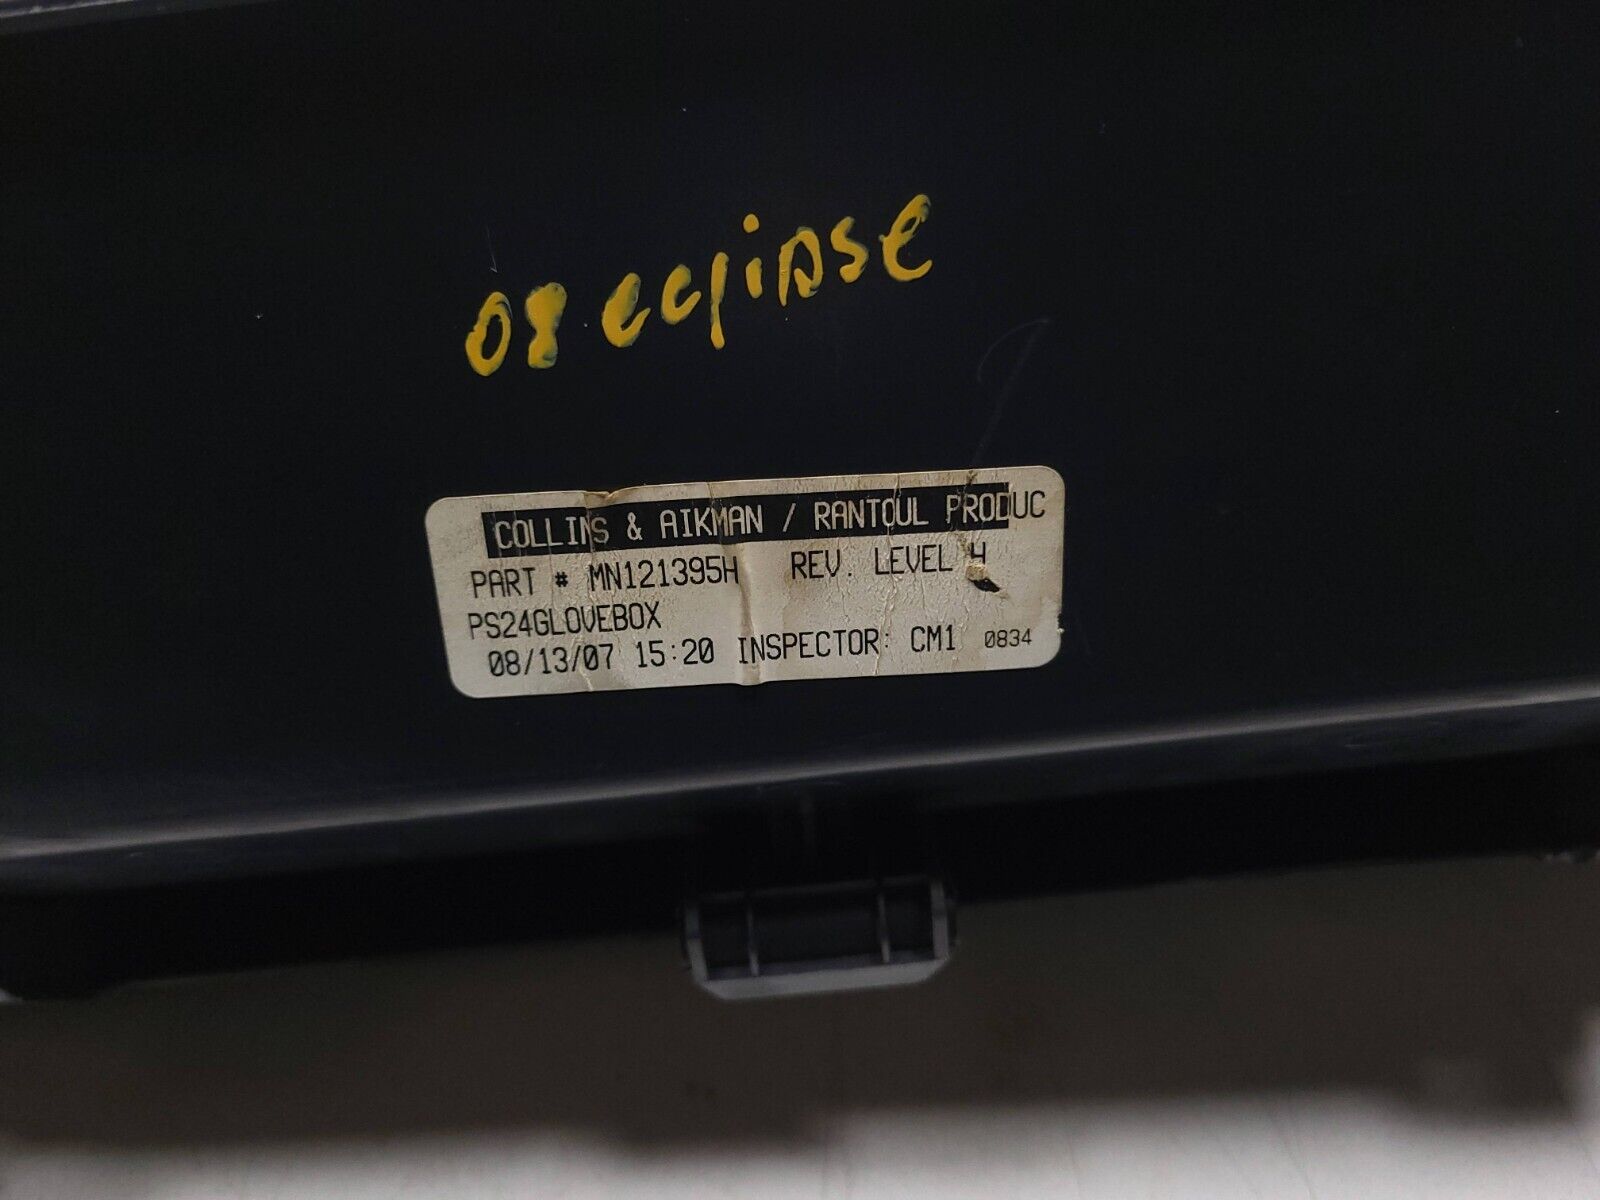 08 eclipse
COLLINS & AIKMAN / RANTOUL PRODUC
PART # MN121395H REV. LEVEL 4
PS24GLOVEBOX
08/13/07 15:20 INSPECTOR: CM1 0834